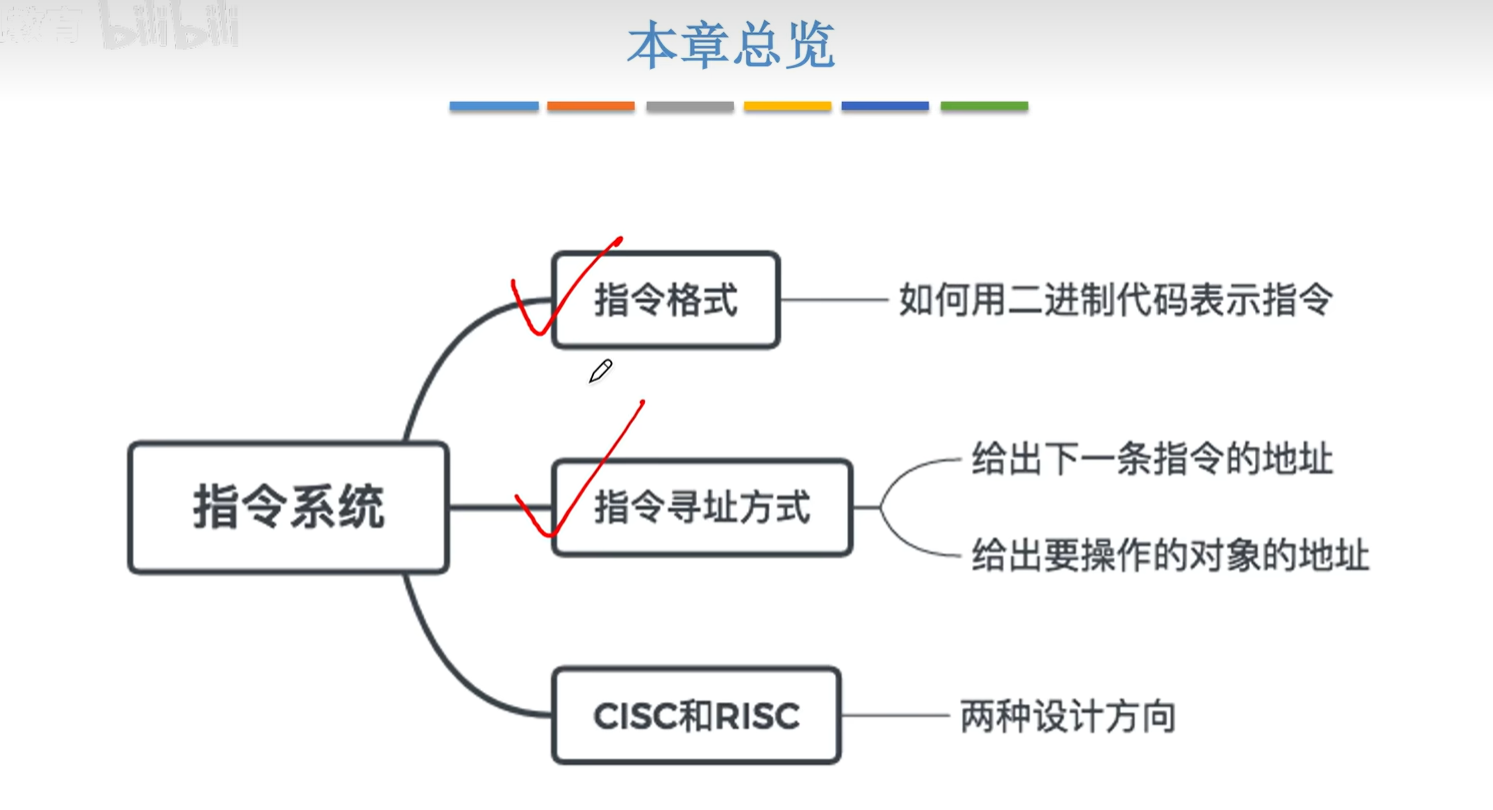 bilibili
本章总览
指令格式
如何用二进制代码表示指令
指令系统
指令寻址方式
给出下一条指令的地址
给出要操作的对象的地址
CISC和RISC
两种设计方向